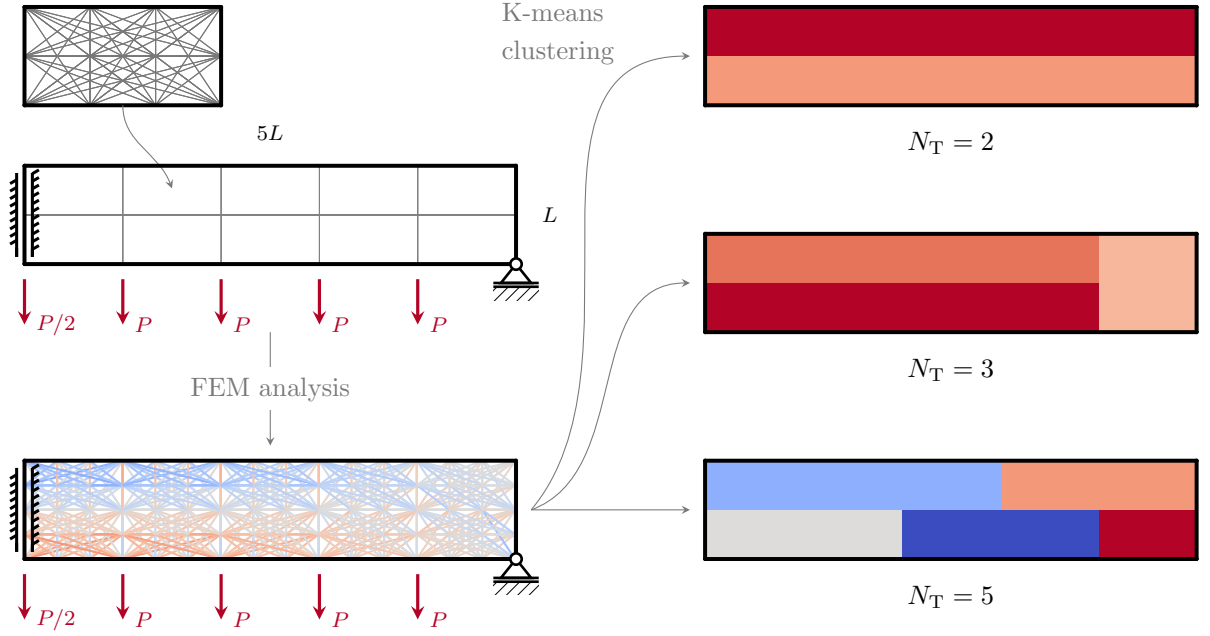 K-means
clustering
5L
L
P/2 P P P P
FEM analysis
P/2 P P P P
N_T = 2
N_T = 3
N_T = 5